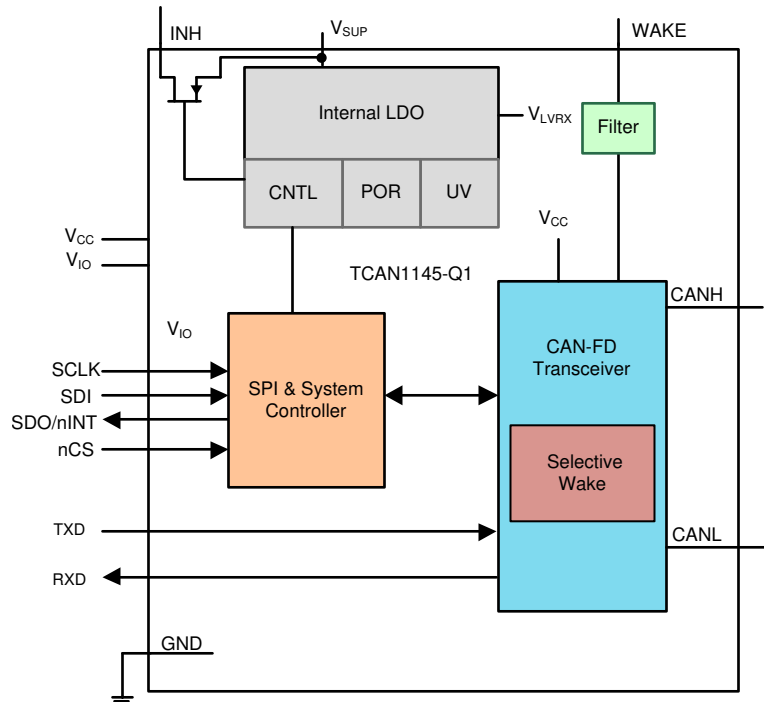 INH
VSUP
WAKE
Internal LDO
VLVRX
Filter
CNTL
POR
UV
VCC
VCC
VIO
TCAN1145-Q1
CANH
VIO
CAN-FD
Transceiver
SCLK
SDI
SPI & System
Controller
SDO/nINT
nCS
Selective
Wake
TXD
CANL
RXD
GND